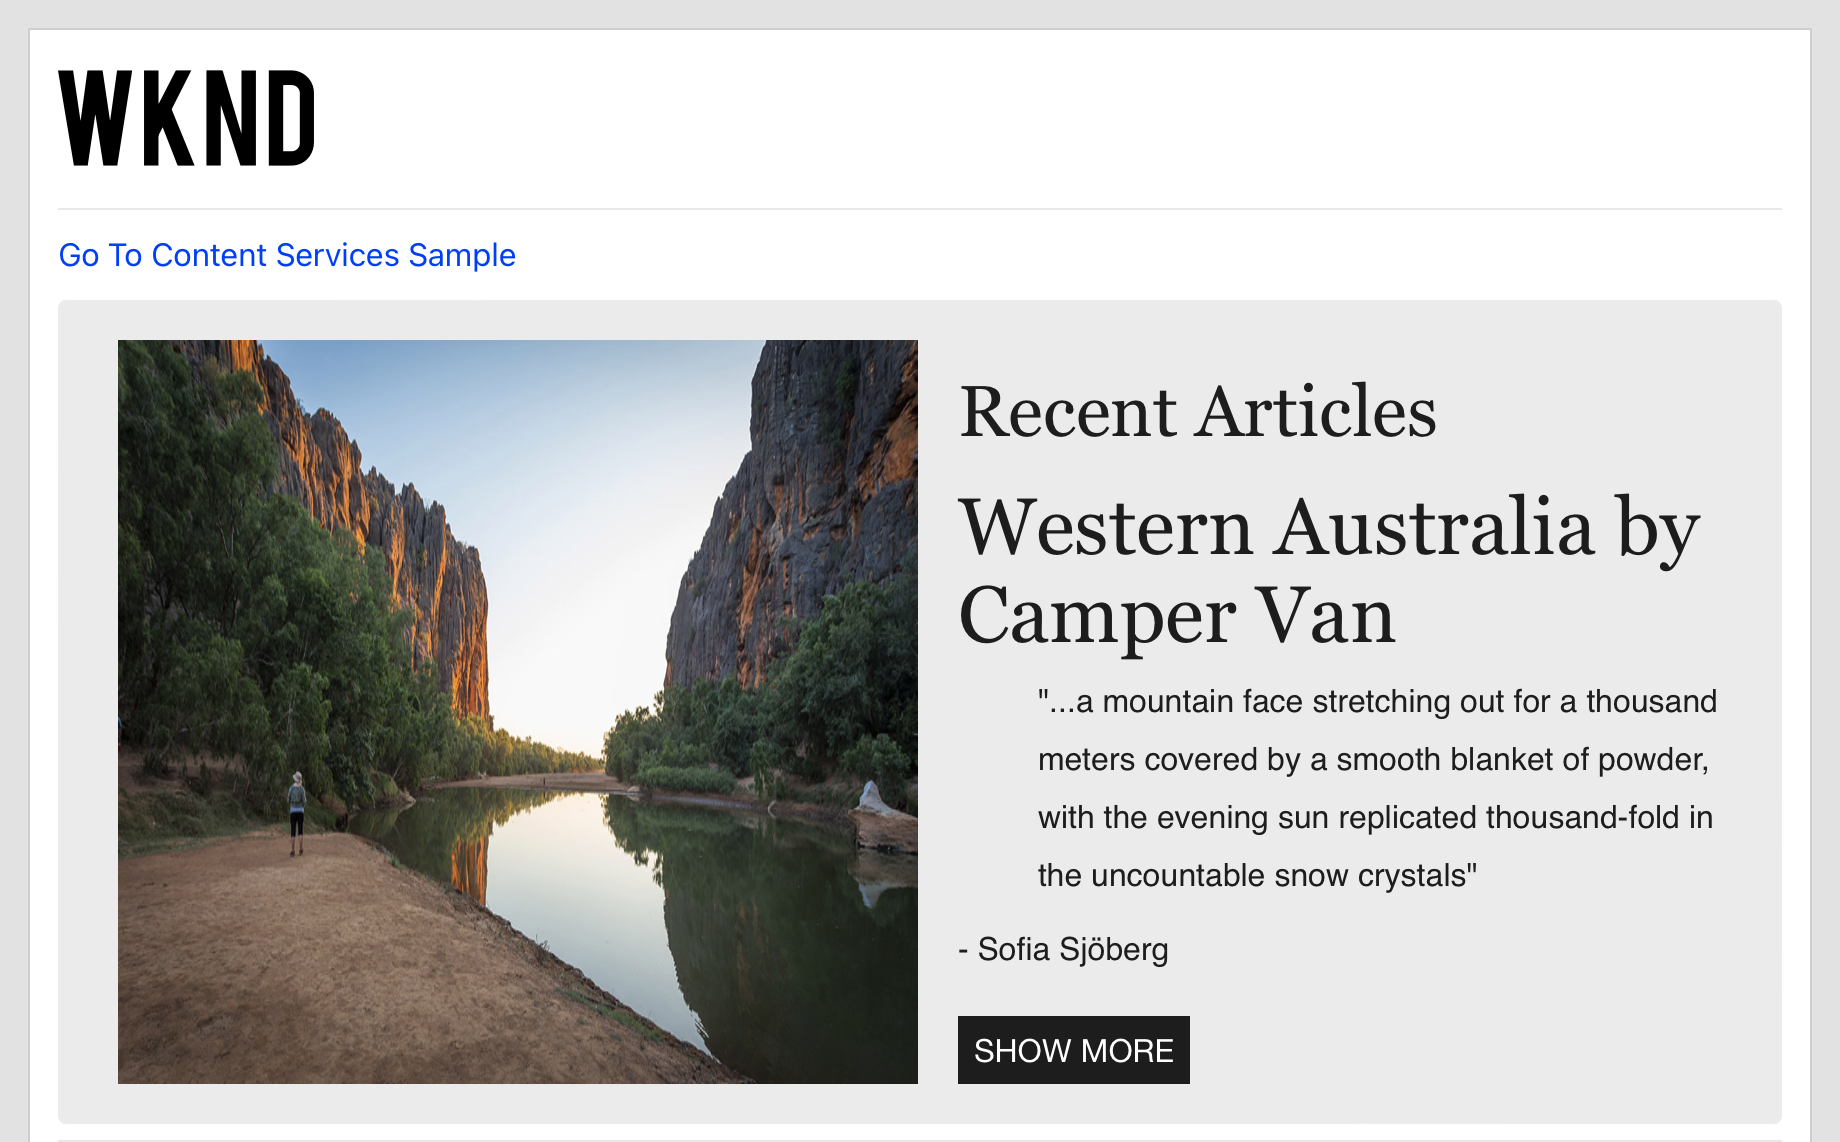 WKND
Go To Content Services Sample
Recent Articles
Western Australia by
Camper Van
"...a mountain face stretching out for a thousand
meters covered by a smooth blanket of powder,
with the evening sun replicated thousand-fold in
the uncountable snow crystals"
- Sofia Sjöberg
SHOW MORE